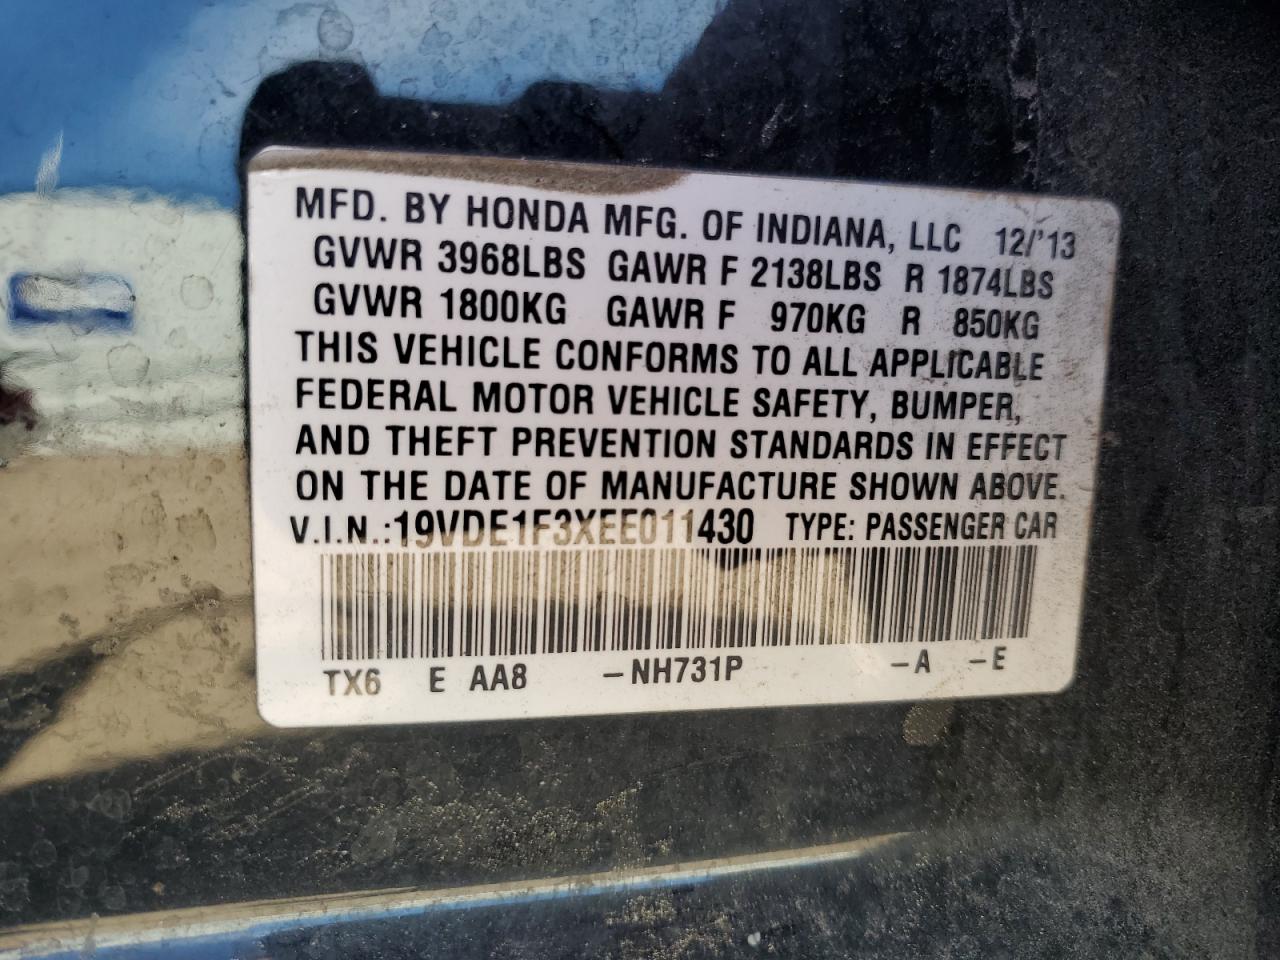 MFD. BY HONDA MFG. OF INDIANA, LLC 12/'13
GVWR 3968LBS GAWR F 2138LBS R 1874LBS
GVWR 1800KG GAWR F 970KG R 850KG
THIS VEHICLE CONFORMS TO ALL APPLICABLE
FEDERAL MOTOR VEHICLE SAFETY, BUMPER,
AND THEFT PREVENTION STANDARDS IN EFFECT
ON THE DATE OF MANUFACTURE SHOWN ABOVE.
V.I.N.:19VDE1F3XEE011430 TYPE: PASSENGER CAR
TX6 E AA8 -NH731P -A -E